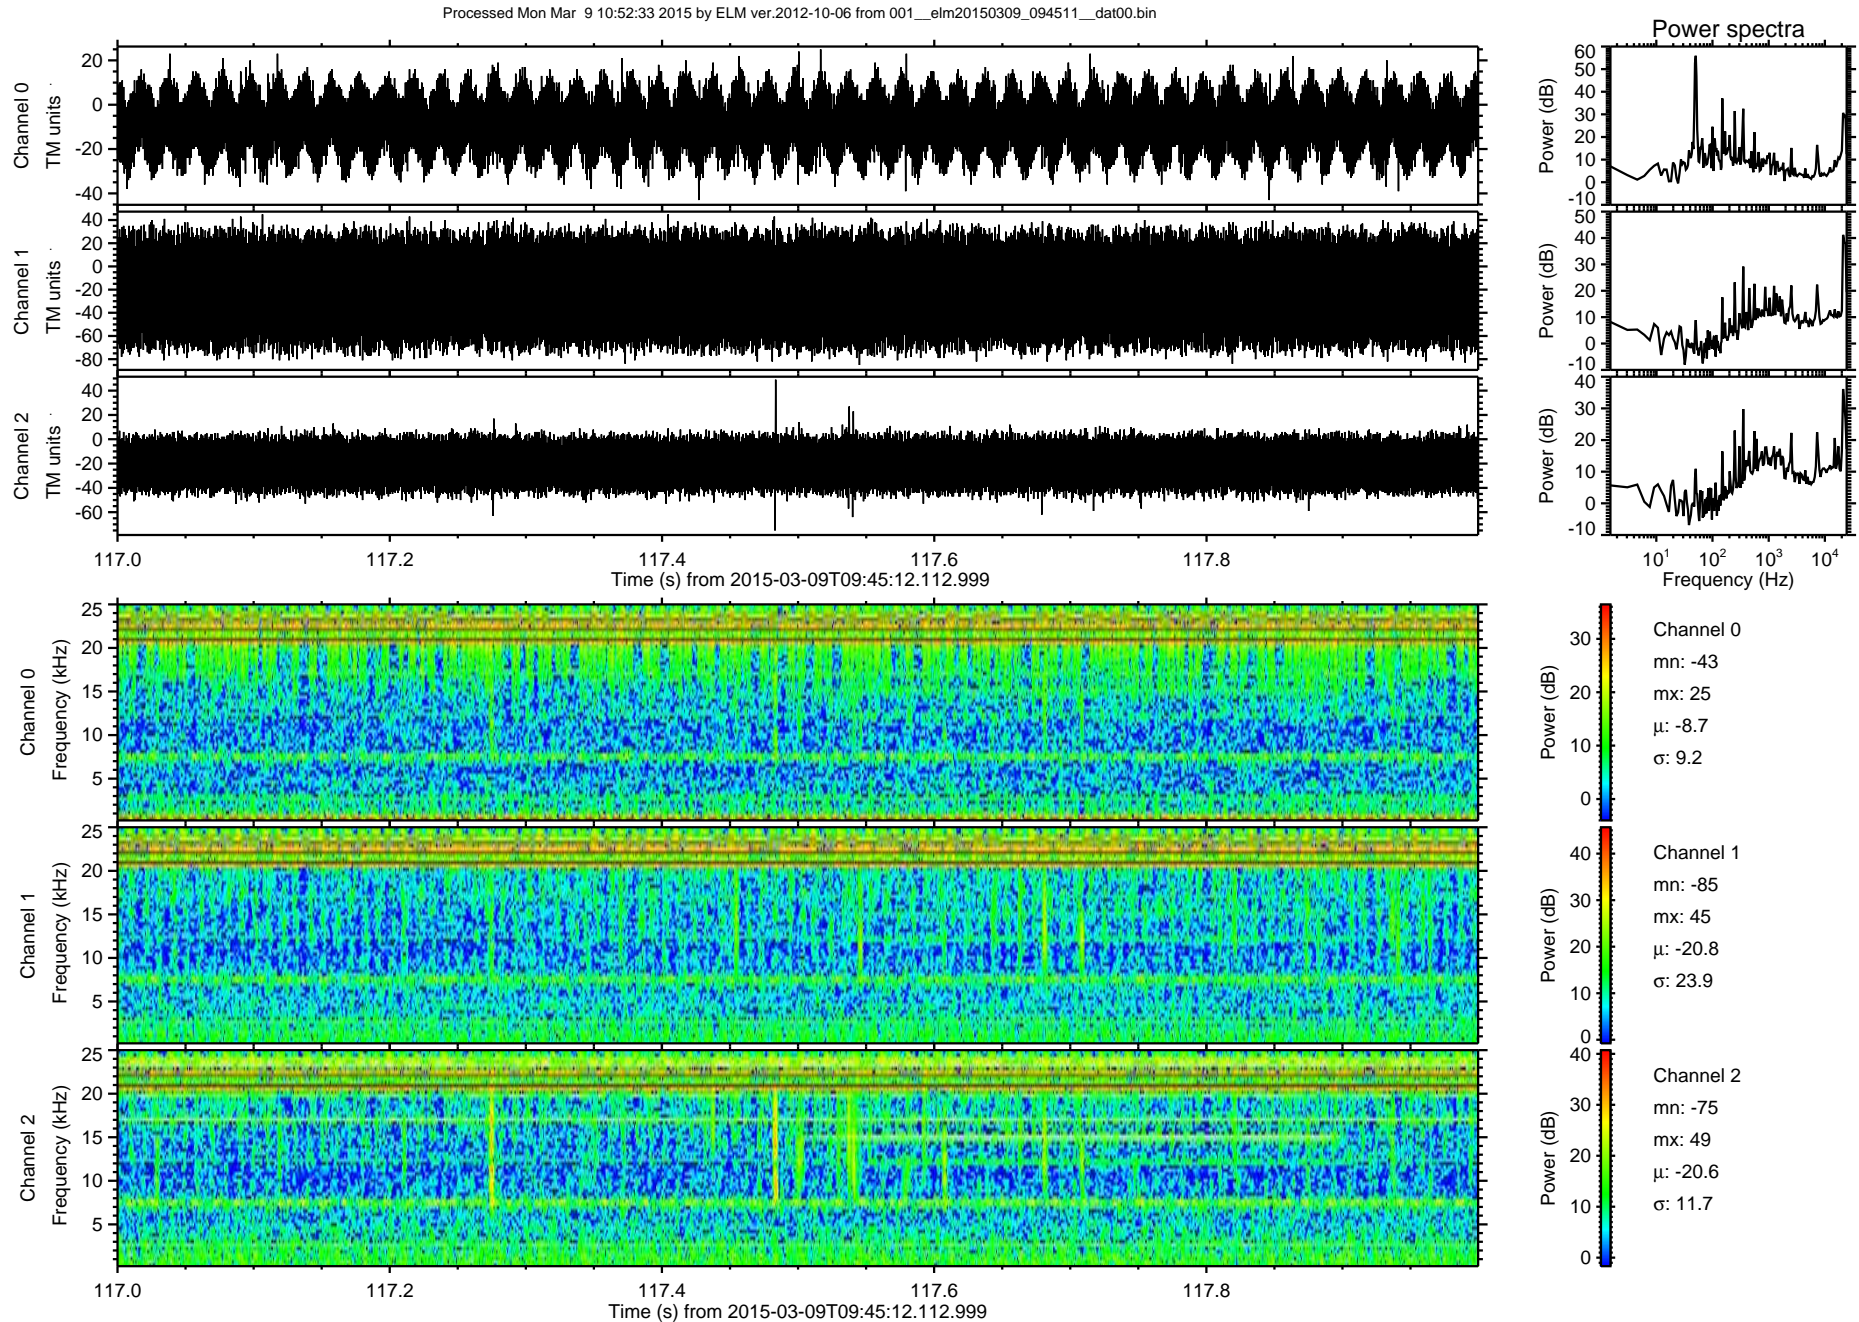 Processed Mon Mar 9 10:52:33 2015 by ELM ver.2012-10-06 from 001__elm20150309_094511__dat00.bin
Power spectra
Channel 0
TM units
20
0
-20
-40
Power (dB)
60
50
40
30
20
10
0
-10
Channel 1
TM units
40
20
0
-20
-40
-60
-80
Power (dB)
50
40
30
20
10
0
-10
Channel 2
TM units
40
20
0
-20
-40
-60
Power (dB)
40
30
20
10
0
-10
117.0 117.2 117.4 117.6 117.8
Time (s) from 2015-03-09T09:45:12.112.999
10^1 10^2 10^3 10^4
Frequency (Hz)
Channel 0
Frequency (kHz)
25
20
15
10
5
Power (dB)
30
20
10
0
Channel 0
mn: -43
mx: 25
μ: -8.7
σ: 9.2
Channel 1
Frequency (kHz)
25
20
15
10
5
Power (dB)
40
30
20
10
0
Channel 1
mn: -85
mx: 45
μ: -20.8
σ: 23.9
Channel 2
Frequency (kHz)
25
20
15
10
5
Power (dB)
40
30
20
10
0
Channel 2
mn: -75
mx: 49
μ: -20.6
σ: 11.7
117.0 117.2 117.4 117.6 117.8
Time (s) from 2015-03-09T09:45:12.112.999